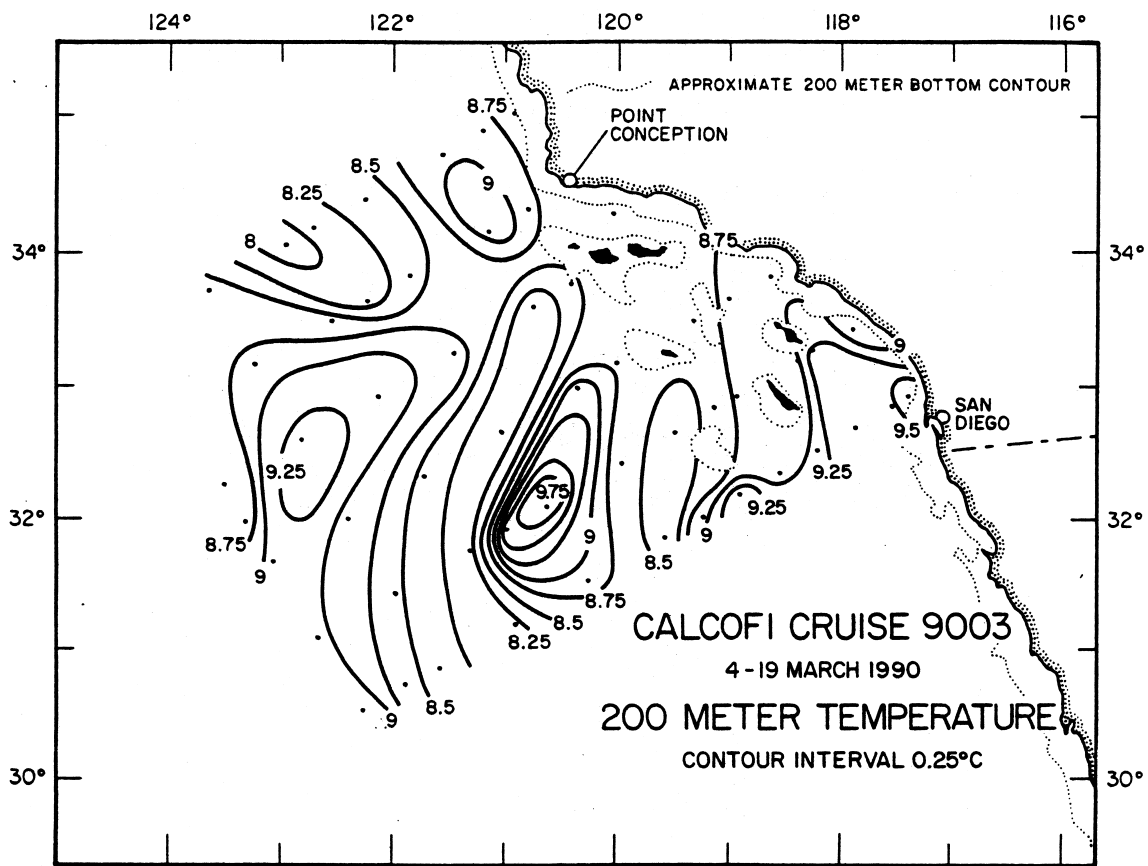 124° 122° 120° 118° 116°
APPROXIMATE 200 METER BOTTOM CONTOUR
8.75
POINT
CONCEPTION
8.5
8.25
9
8
8.75
34° 34°
9
SAN
DIEGO
9.5
9.25
9.25
9.75
9.25
32° 32°
8.75
9
9
9
8.5
8.75
8.5
8.25
CALCOFI CRUISE 9003
4-19 MARCH 1990
9
8.5
200 METER TEMPERATURE
CONTOUR INTERVAL 0.25°C
30° 30°